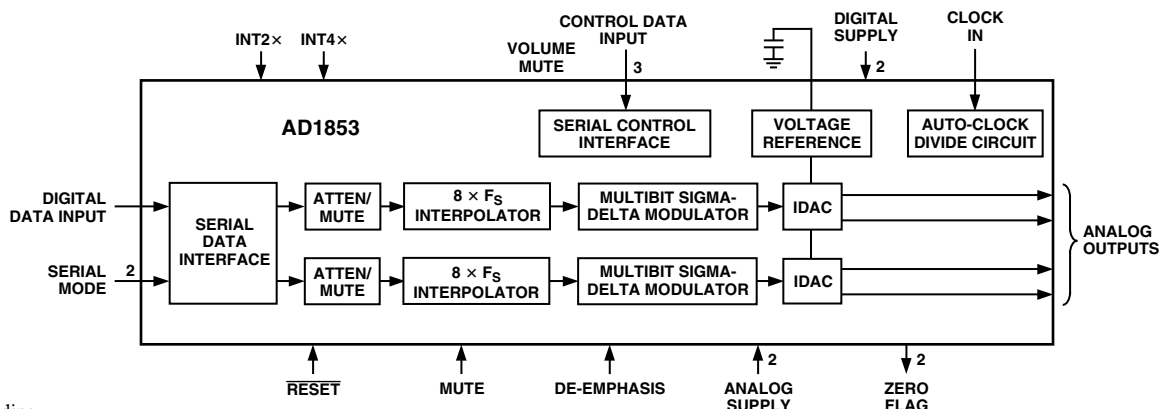 CONTROL DATA
INPUT
DIGITAL
SUPPLY
CLOCK
IN
INT2×
INT4×
VOLUME
MUTE
3
2
AD1853
SERIAL CONTROL
INTERFACE
VOLTAGE
REFERENCE
AUTO-CLOCK
DIVIDE CIRCUIT
DIGITAL
DATA INPUT
SERIAL
DATA
INTERFACE
ATTEN/
MUTE
8 × FS
INTERPOLATOR
MULTIBIT SIGMA-
DELTA MODULATOR
IDAC
ANALOG
OUTPUTS
SERIAL
MODE
2
ATTEN/
MUTE
8 × FS
INTERPOLATOR
MULTIBIT SIGMA-
DELTA MODULATOR
IDAC
RESET
MUTE
DE-EMPHASIS
2
ANALOG
SUPPLY
2
ZERO
FLAG